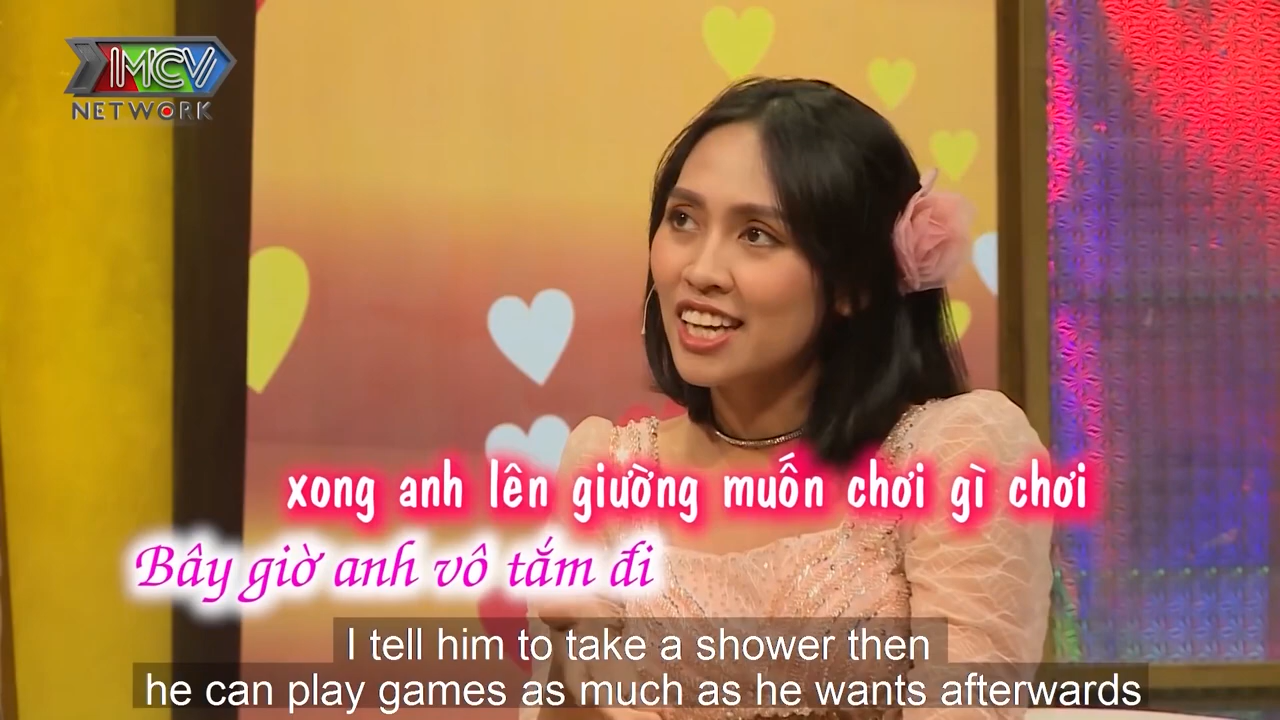 MCV
NETWORK
xong anh lên giường muốn chơi gì chơi
Bây giờ anh vô tắm đi
I tell him to take a shower then
he can play games as much as he wants afterwards